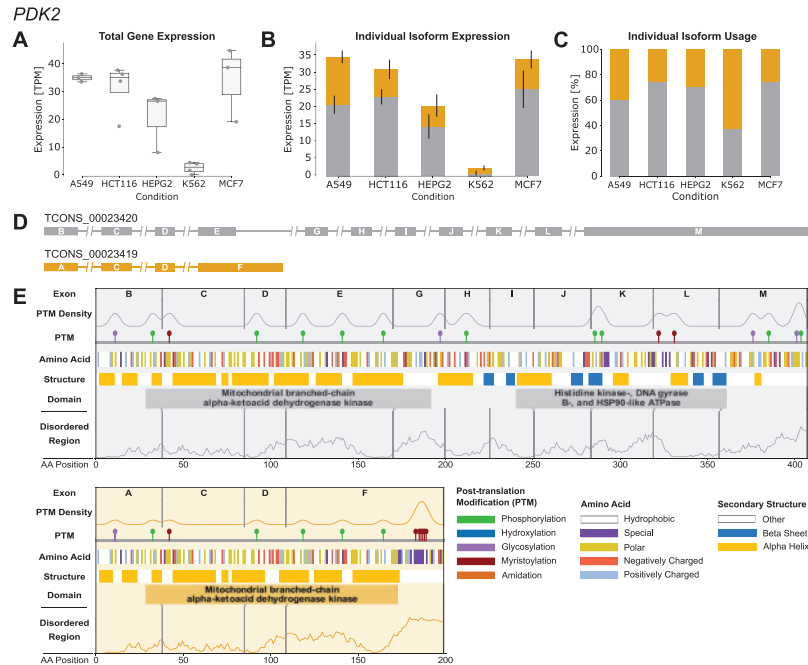 PDK2
A
Total Gene Expression
Expression [TPM]
40
30
20
10
0
A549 HCT116 HEPG2 K562 MCF7
Condition
B
Individual Isoform Expression
Expression [TPM]
35
30
25
20
15
10
5
0
A549 HCT116 HEPG2 K562 MCF7
Condition
C
Individual Isoform Usage
Expression [%]
100
80
60
40
20
0
A549 HCT116 HEPG2 K562 MCF7
Condition
D
TCONS_00023420
B C D E G H I J K L M
TCONS_00023419
A C D F
E
Exon B C D E G H I J K L M
PTM Density
PTM
Amino Acid
Structure
Domain
Mitochondrial branched-chain
alpha-ketoacid dehydrogenase kinase
Histidine kinase-, DNA gyrase
B-, and HSP90-like ATPase
Disordered
Region
AA Position 0 50 100 150 200 250 300 350 400
Exon A C D F
PTM Density
PTM
Amino Acid
Structure
Domain
Mitochondrial branched-chain
alpha-ketoacid dehydrogenase kinase
Disordered
Region
AA Position 0 50 100 150 200
Post-translational
Modification (PTM)
Phosphorylation
Hydroxylation
Glycosylation
Myristoylation
Amidation
Amino Acid
Hydrophobic
Special
Polar
Negatively Charged
Positively Charged
Secondary Structure
Other
Beta Sheet
Alpha Helix